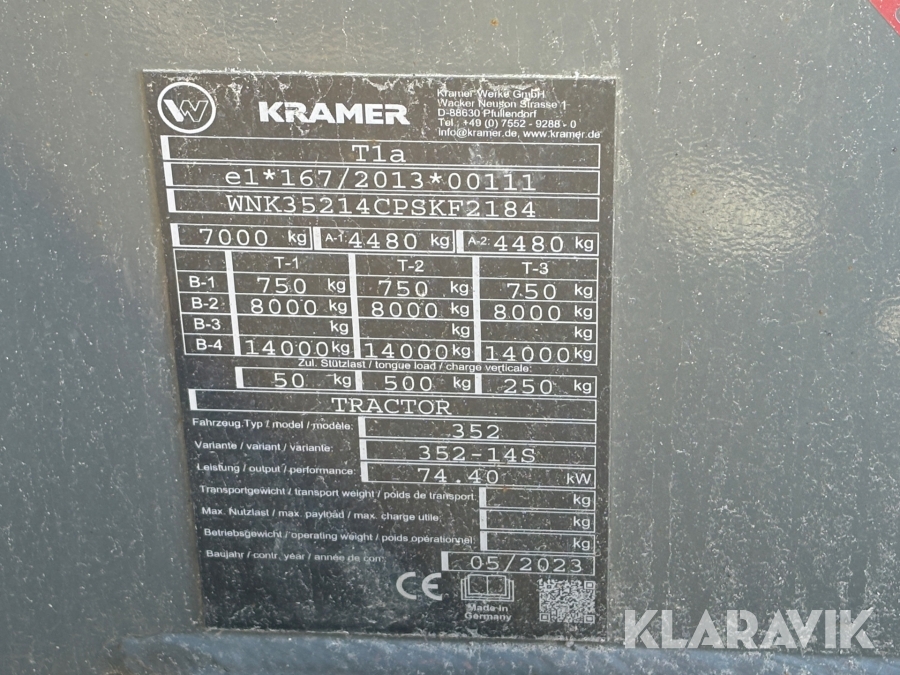 W KRAMER
Kramer Werke GmbH
Wacker Neuson Strasse 1
D-88630 Pfullendorf
Tel.: +49 (0) 7552 - 9288 - 0
info@kramer.de, www.kramer.de
T1a
e1*167/2013*00111
WNK35214CPSKF2184
7000 kg A-1: 4480 kg A-2: 4480 kg
T-1 T-2 T-3
B-1 750 kg 750 kg 750 kg
B-2 8000 kg 8000 kg 8000 kg
B-3 kg kg kg
B-4 14000 kg 14000 kg 14000 kg
Zul. Stützlast / tongue load / charge verticale:
50 kg 500 kg 250 kg
TRACTOR
Fahrzeug.Typ / model / modèle: 352
Variante / variant / variante: 352-14S
Leistung / output / performance: 74.40 kW
Transportgewicht / transport weight / poids de transport: kg
Max. Nutzlast / max. payload / max. charge utile: kg
Betriebsgewicht / operating weight / poids opérationnel: kg
Baujahr / contr. year / année de con: 05/2023
CE
Made in
Germany
KLARAVIK